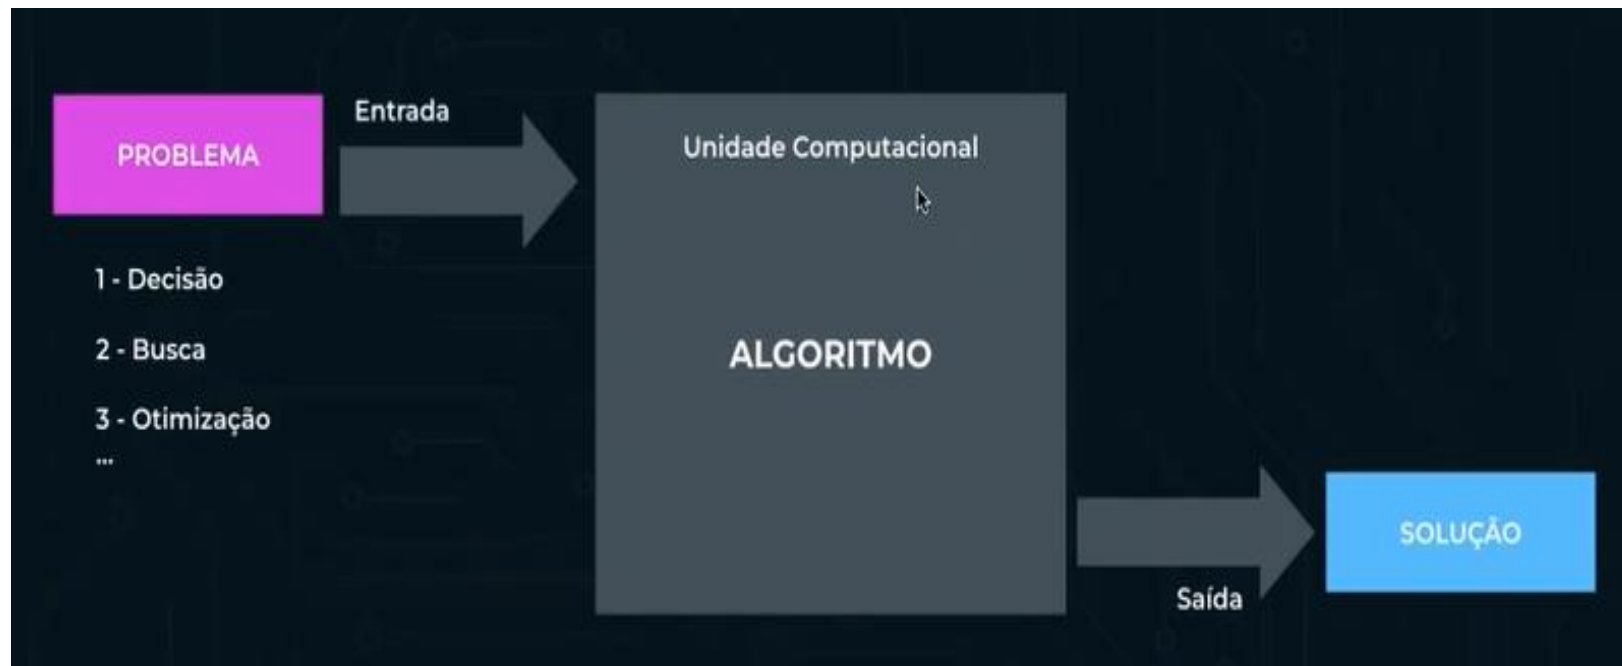 PROBLEMA
Entrada
1 - Decisão
2 - Busca
3 - Otimização
...
Unidade Computacional
ALGORITMO
Saída
SOLUÇÃO